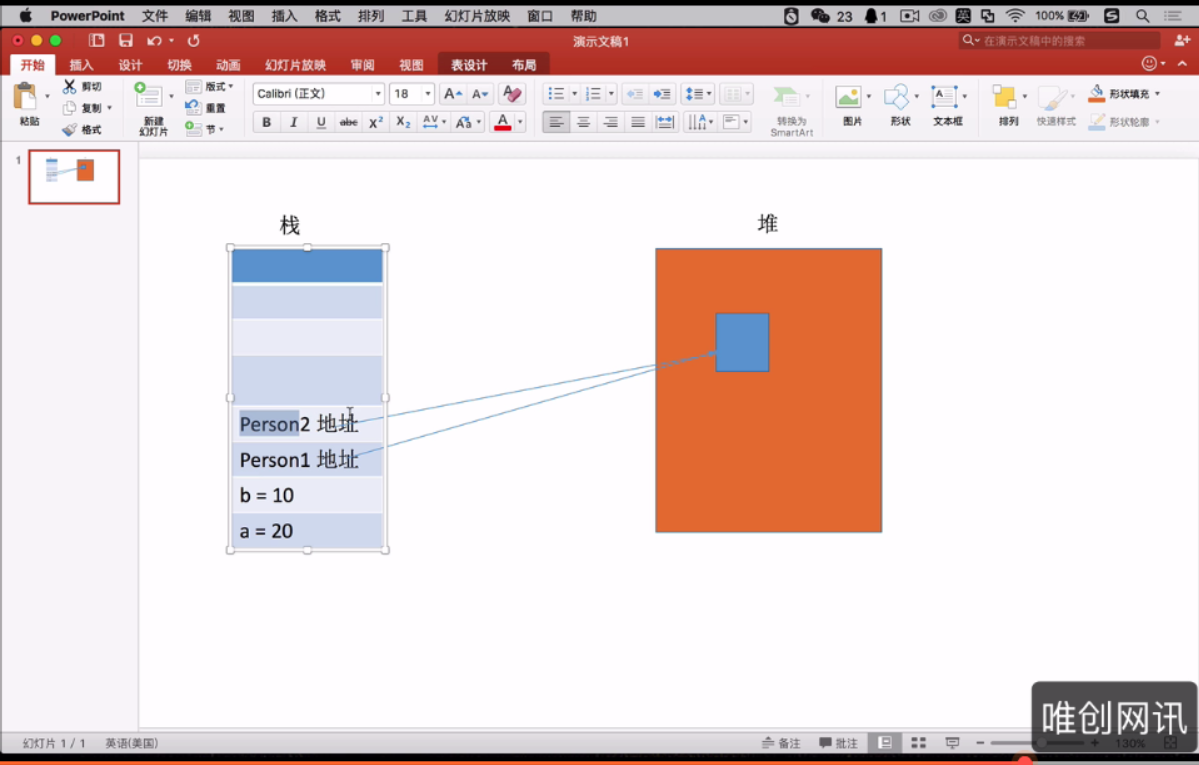 PowerPoint 文件 编辑 视图 插入 格式 排列 工具 幻灯片放映 窗口 帮助 23 1 英 100%
演示文稿1 在演示文稿中的搜索
开始 插入 设计 切换 动画 幻灯片放映 审阅 视图 表设计 布局
粘贴 剪切 复制 格式 新建 幻灯片 版式 重置 节 Calibri (正文) 18 转换为 SmartArt 图片 形状 文本框 排列 快速样式 形状填充 形状轮廓
B I U abc X² X₂ AV Aa A
1
栈 堆
Person2 地址
Person1 地址
b = 10
a = 20
唯创网讯
幻灯片 1 / 1 英语(美国) 备注 批注 130%